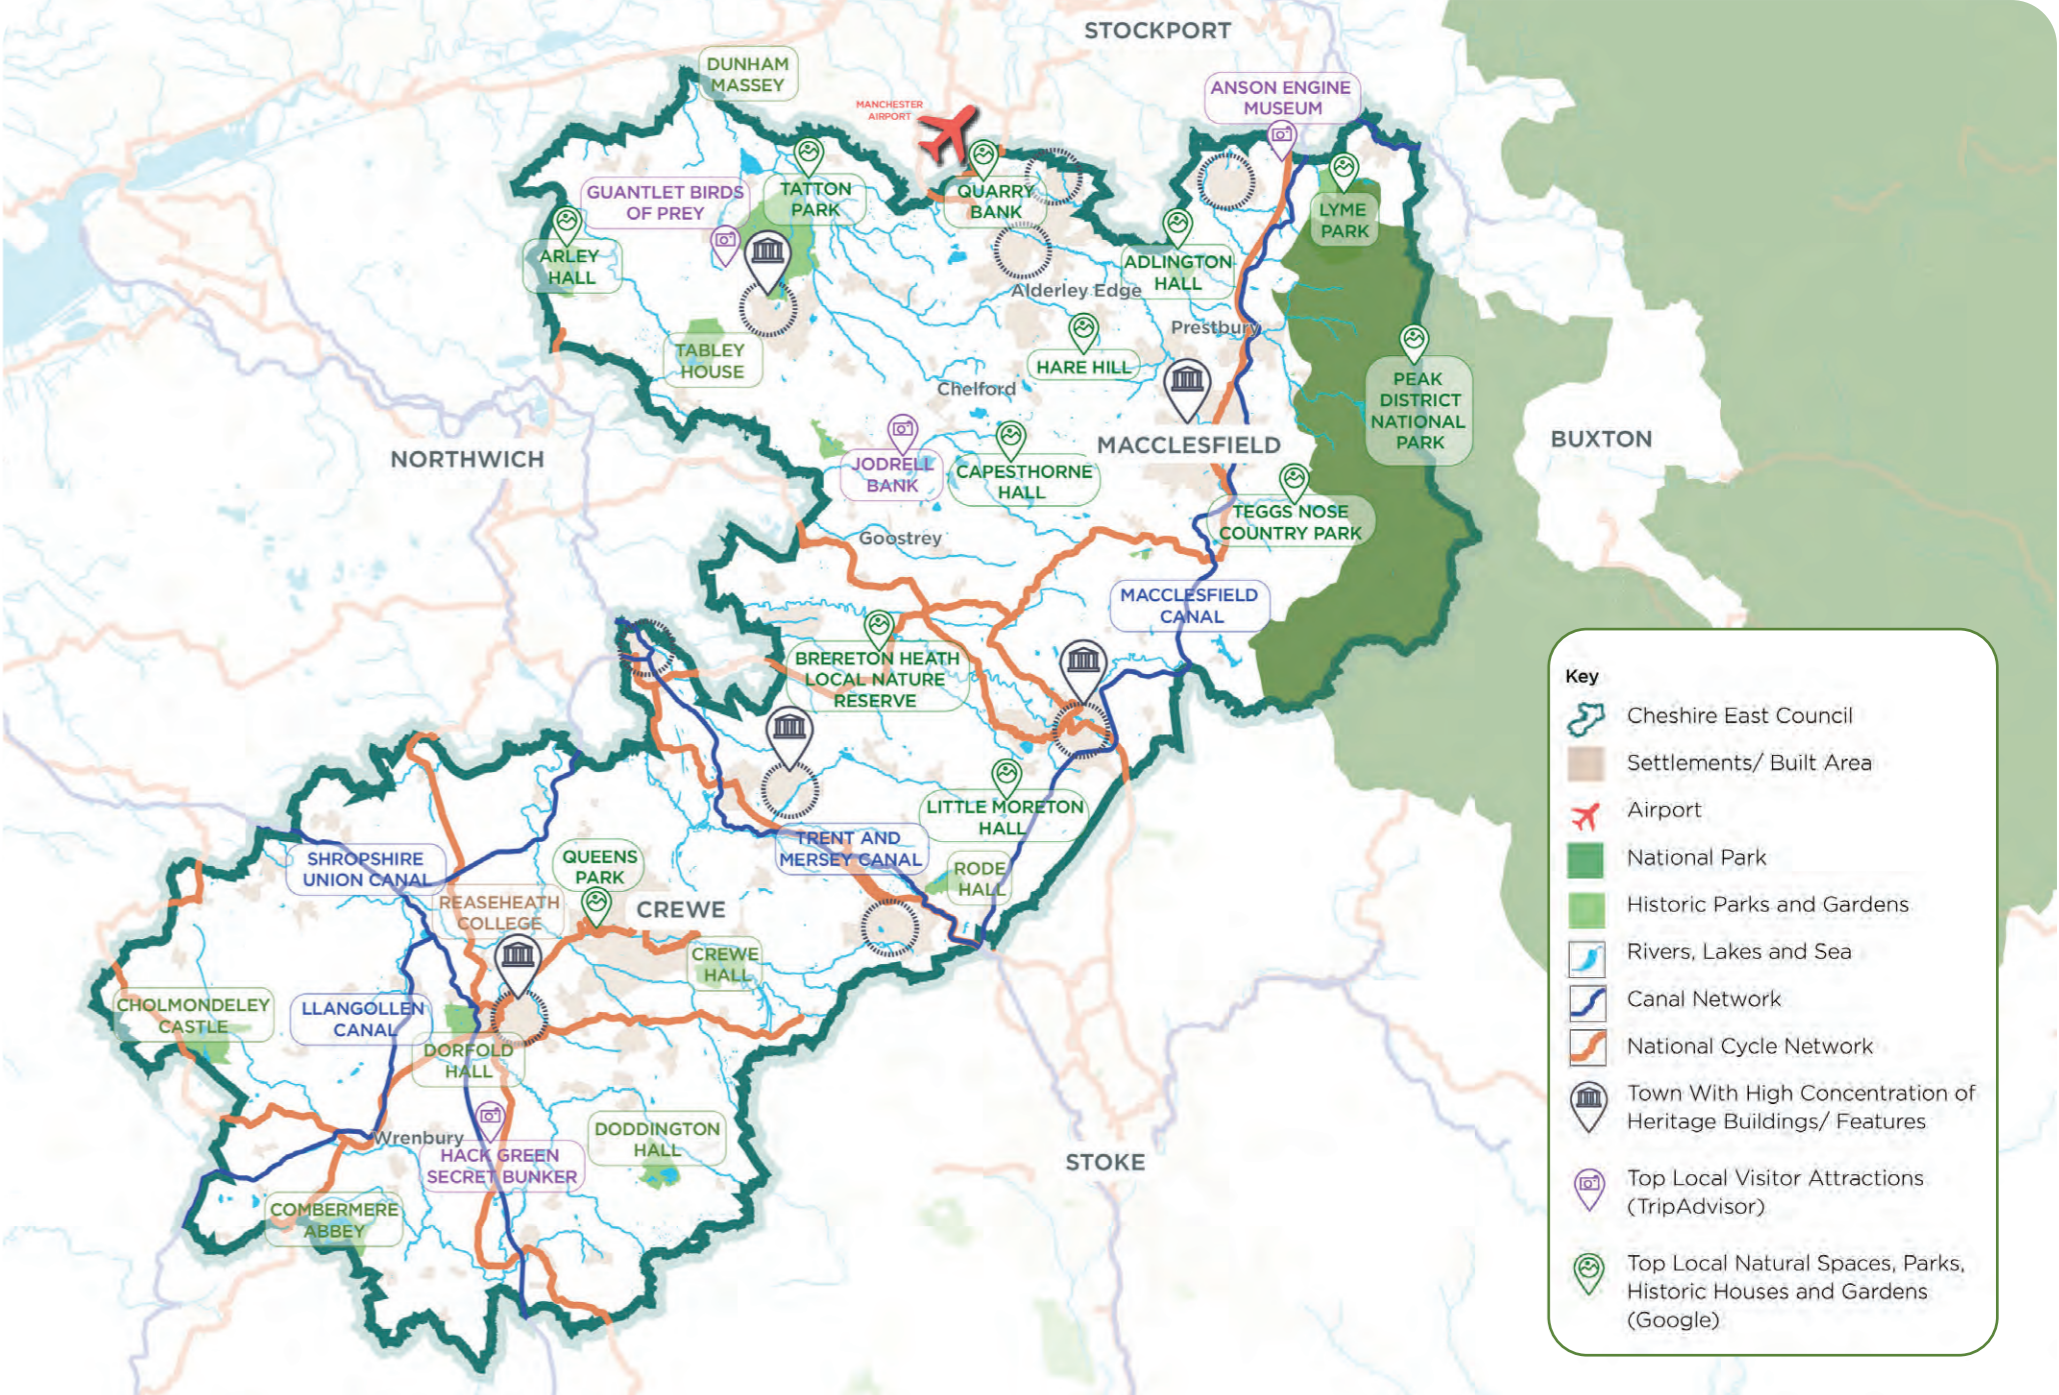 STOCKPORT
DUNHAM
MASSEY
ANSON ENGINE
MUSEUM
MANCHESTER
AIRPORT
GUANTLET BIRDS
OF PREY
TATTON
PARK
QUARRY
BANK
LYME
PARK
ARLEY
HALL
ADLINGTON
HALL
Alderley Edge
Prestbury
TABLEY
HOUSE
HARE HILL
PEAK
DISTRICT
NATIONAL
PARK
Chelford
NORTHWICH
MACCLESFIELD
BUXTON
JODRELL
BANK
CAPESTHORNE
HALL
TEGGS NOSE
COUNTRY PARK
Goostrey
MACCLESFIELD
CANAL
BRERETON HEATH
LOCAL NATURE
RESERVE
LITTLE MORETON
HALL
TRENT AND
MERSEY CANAL
SHROPSHIRE
UNION CANAL
QUEENS
PARK
RODE
HALL
REASEHEATH
COLLEGE
CREWE
CREWE
HALL
CHOLMONDELEY
CASTLE
LLANGOLLEN
CANAL
DORFOLD
HALL
Wrenbury
HACK GREEN
SECRET BUNKER
DODDINGTON
HALL
STOKE
COMBERMERE
ABBEY
Key
Cheshire East Council
Settlements/ Built Area
Airport
National Park
Historic Parks and Gardens
Rivers, Lakes and Sea
Canal Network
National Cycle Network
Town With High Concentration of
Heritage Buildings/ Features
Top Local Visitor Attractions
(TripAdvisor)
Top Local Natural Spaces, Parks,
Historic Houses and Gardens
(Google)